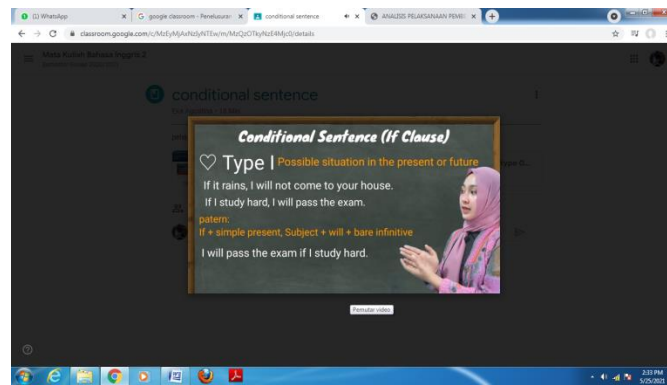 (1) WhatsApp
google classroom - Penelusuran
conditional sentence
ANALISIS PELAKSANAAN PEMBE
classroom.google.com/c/MzEyMjAxNzIyNTEw/m/MzQzOTkyNzE4Mjc0/details
Mata Kuliah Bahasa Inggris 2
conditional sentence
Conditional Sentence (If Clause)
♡ Type I Possible situation in the present or future
If it rains, I will not come to your house.
If I study hard, I will pass the exam.
patern:
If + simple present, Subject + will + bare infinitive
I will pass the exam if I study hard.
Pemutar video
2:33 PM
5/25/2021